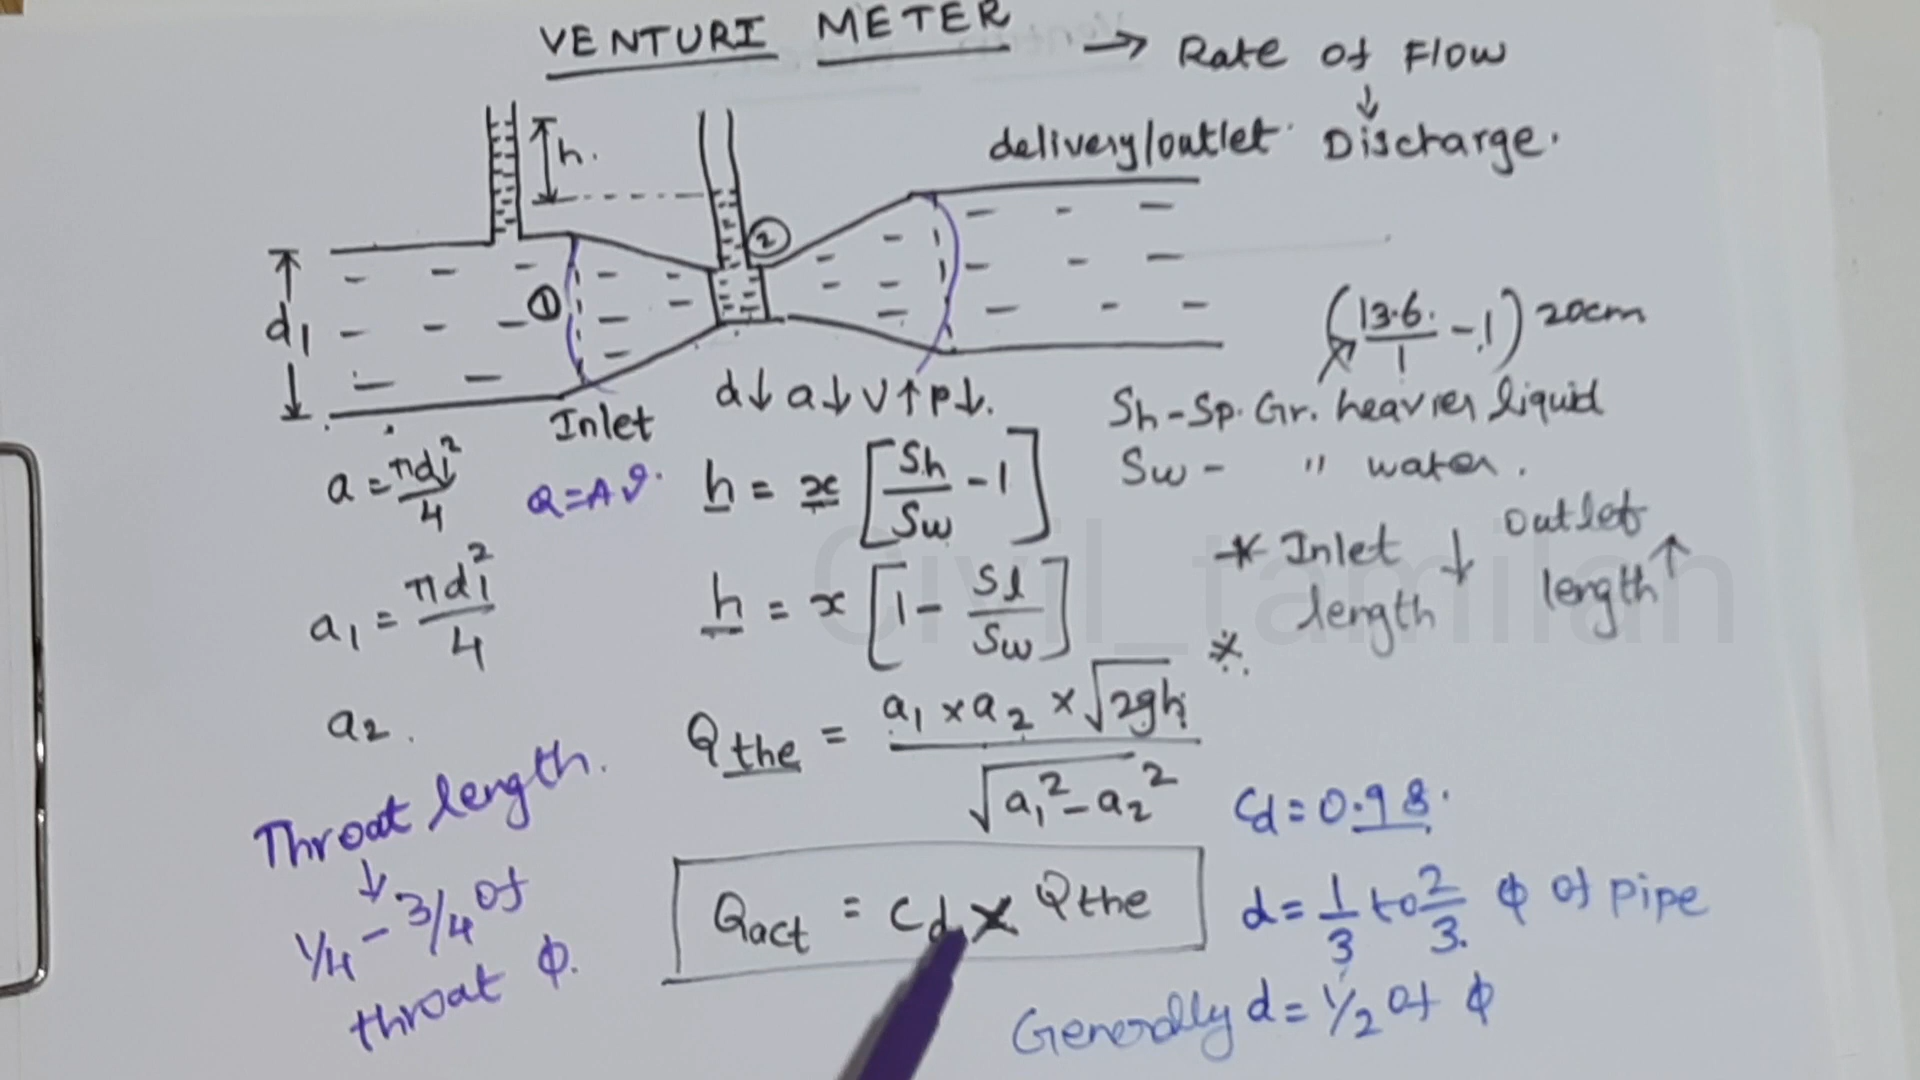 VENTURI METER → Rate of Flow
↓
delivery/outlet Discharge.
h.
2
1
d1
(13.6/1 - 1) 20cm
Inlet
d↓ a↓ v↑ p↓.
Sh - Sp. Gr. heavier liquid
Sw - " water.
a = πd1²/4
Q = A v
h = x [Sh/Sw - 1]
* Inlet length ↓ outlet length ↑
a1 = πd1²/4
h = x [1 - Sl/Sw]
*
a2.
Q the = a1 x a2 x √2gh / √a1² - a2²
Throat length.
↓
1/4 - 3/4 of
throat φ.
Cd = 0.98.
Qact = Cd x Qthe
d = 1/3 to 2/3 φ of pipe
Generally d = 1/2 of φ
Civil_tamilan